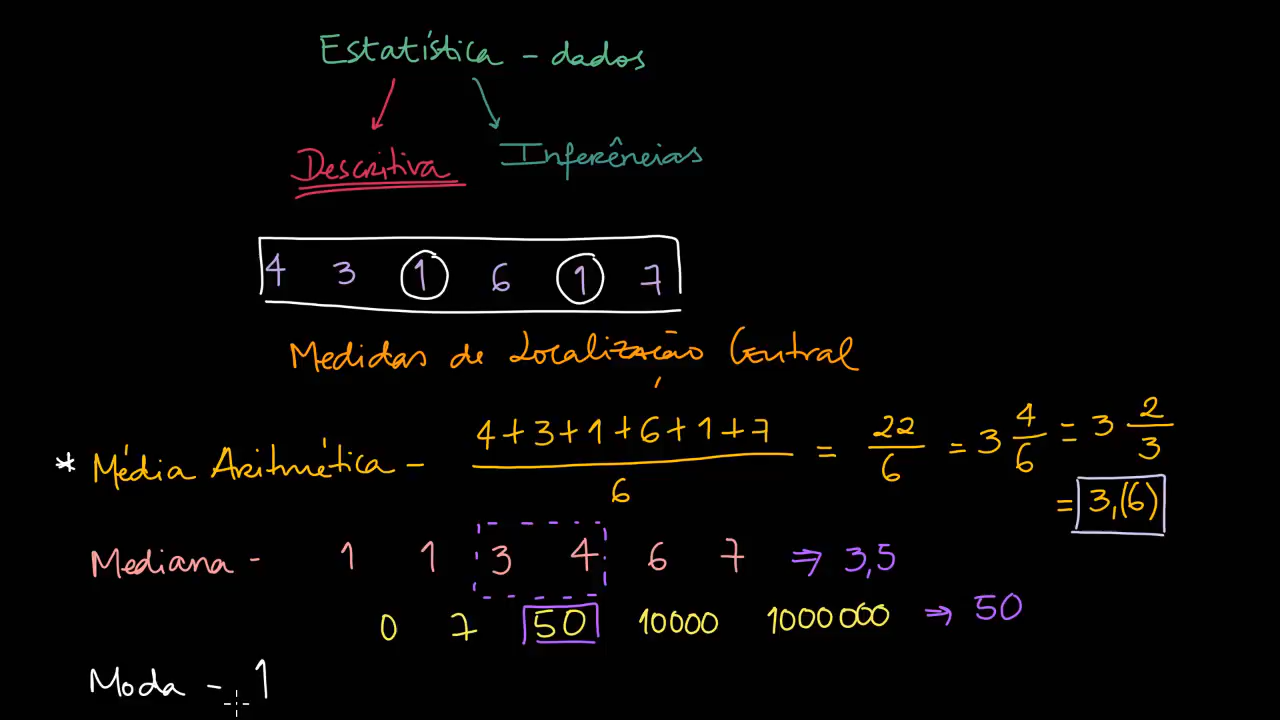 Estatística - dados
Descritiva Inferências
4 3 1 6 1 7
Medidas de Localização Central
* Média Aritmética - 4+3+1+6+1+7 / 6 = 22/6 = 3 4/6 = 3 2/3
= 3,(6)
Mediana - 1 1 3 4 6 7 ⇒ 3,5
0 7 50 10000 1000000 ⇒ 50
Moda - 1